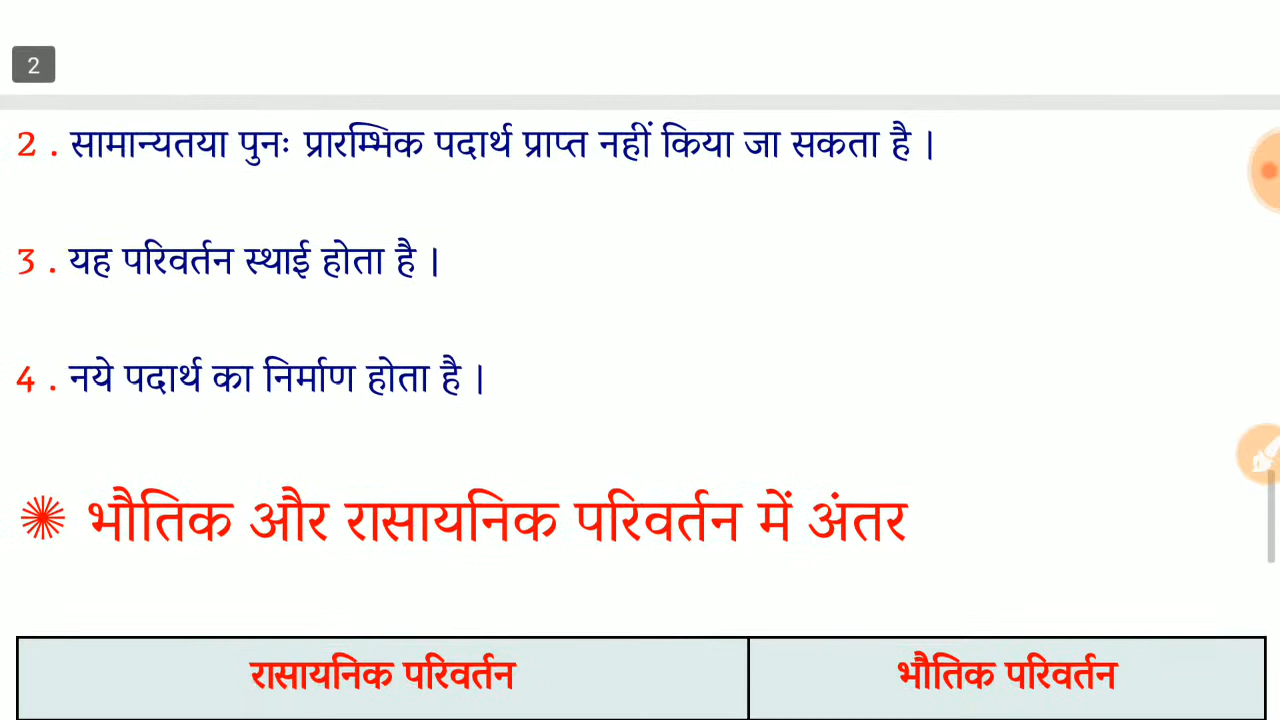 2
2 . सामान्यतया पुनः प्रारम्भिक पदार्थ प्राप्त नहीं किया जा सकता है ।
3 . यह परिवर्तन स्थाई होता है ।
4 . नये पदार्थ का निर्माण होता है ।
भौतिक और रासायनिक परिवर्तन में अंतर
रासायनिक परिवर्तन
भौतिक परिवर्तन